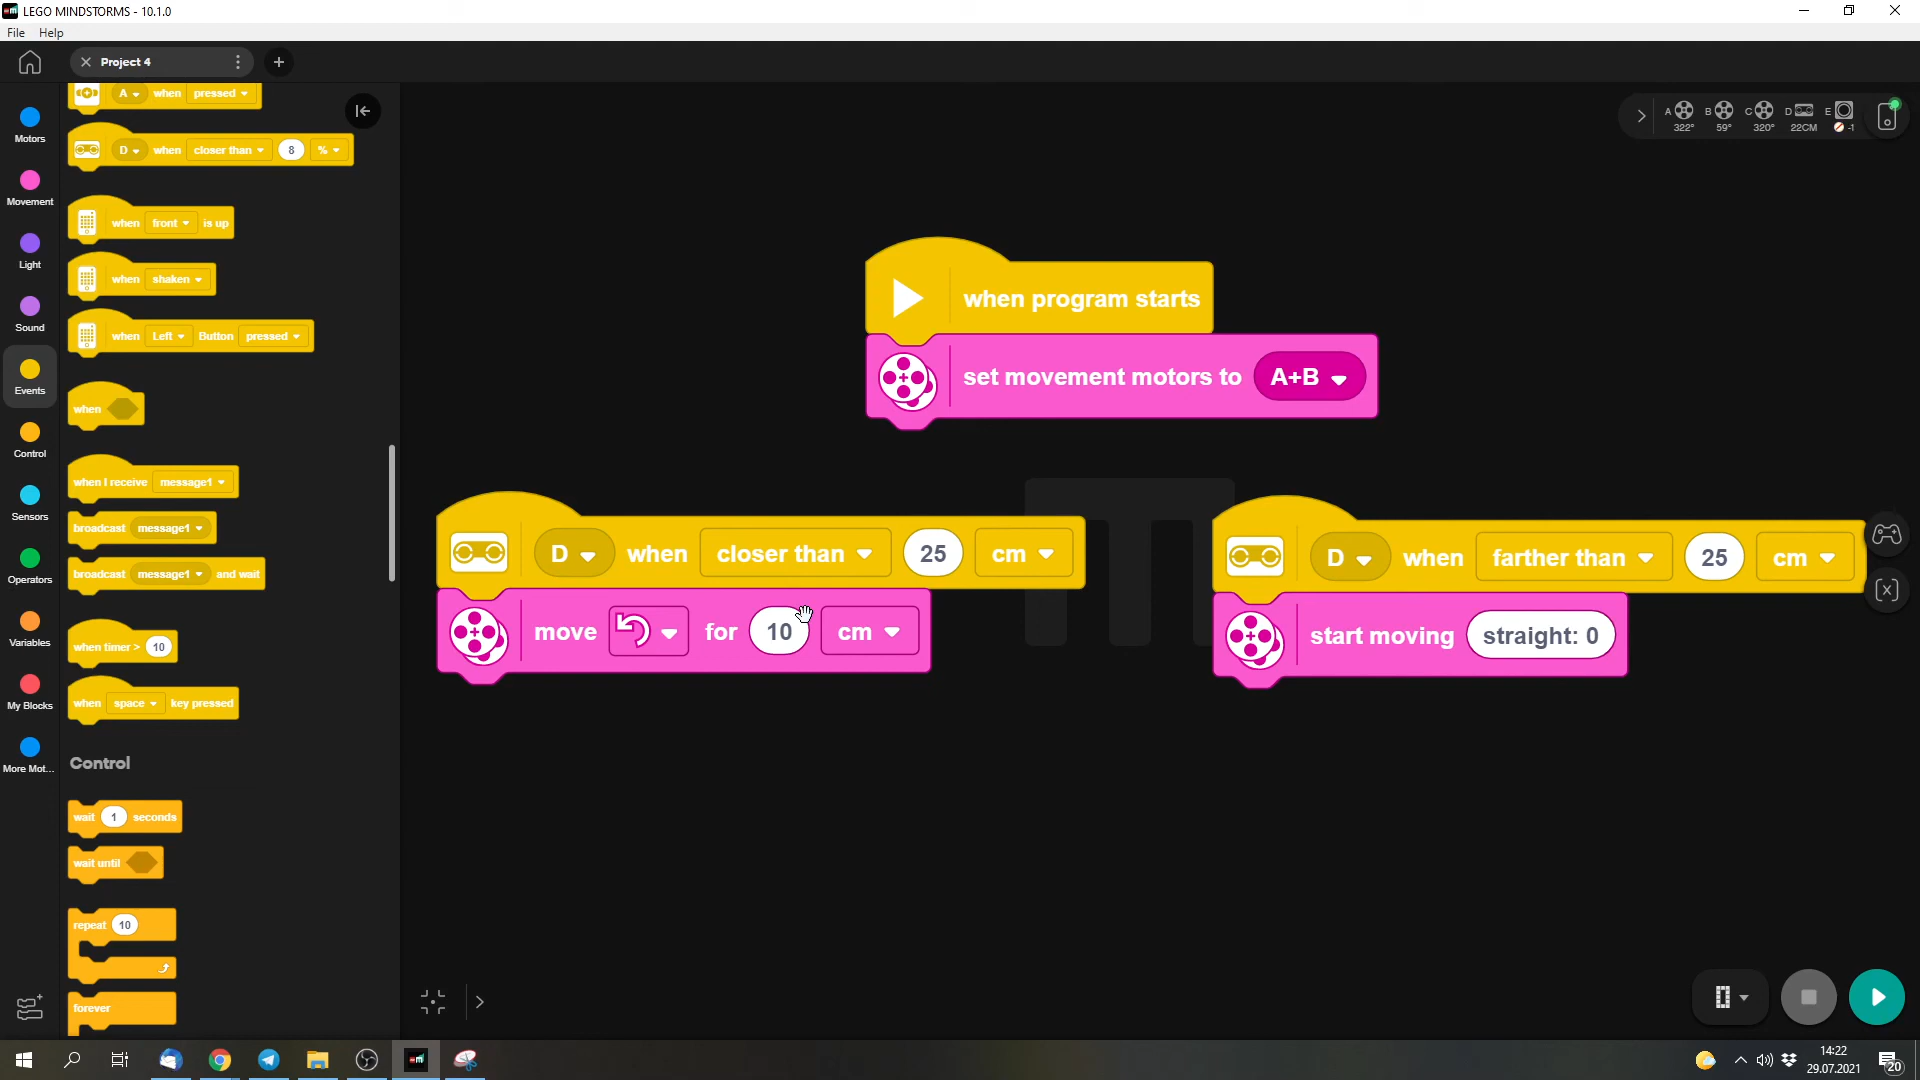 LEGO MINDSTORMS - 10.1.0
File Help
Project 4
A when pressed
D when closer than 8 %
when front is up
when shaken
when Left Button pressed
when
when I receive message1
broadcast message1
broadcast message1 and wait
when timer > 10
when space key pressed
Control
wait 1 seconds
wait until
repeat 10
forever
Motors
Movement
Light
Sound
Events
Control
Sensors
Operators
Variables
My Blocks
More Mot...
A B C D E
322° 59° 320° 22CM -1
when program starts
set movement motors to A+B
D when closer than 25 cm
move for 10 cm
D when farther than 25 cm
start moving straight: 0
14:22
29.07.2021
20